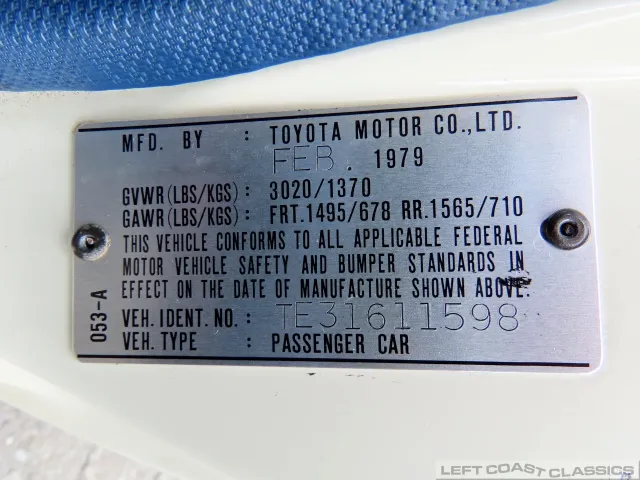 MFD. BY : TOYOTA MOTOR CO.,LTD.
FEB. 1979
GVWR(LBS/KGS) : 3020/1370
GAWR(LBS/KGS) : FRT.1495/678 RR.1565/710
THIS VEHICLE CONFORMS TO ALL APPLICABLE FEDERAL
MOTOR VEHICLE SAFETY AND BUMPER STANDARDS IN
EFFECT ON THE DATE OF MANUFACTURE SHOWN ABOVE.
VEH. IDENT. NO. : TE31611598
VEH. TYPE : PASSENGER CAR
053-A
LEFT COAST CLASSICS